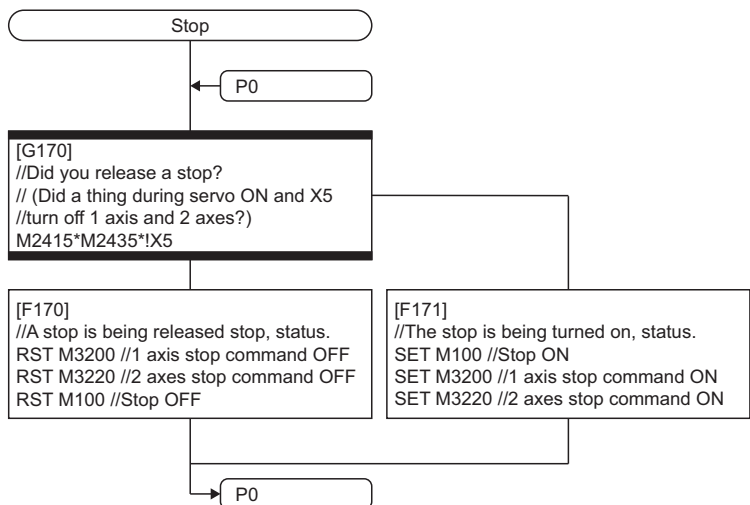 Stop
P0
[G170]
//Did you release a stop?
// (Did a thing during servo ON and X5
//turn off 1 axis and 2 axes?)
M2415*M2435*!X5
[F170]
//A stop is being released stop, status.
RST M3200 //1 axis stop command OFF
RST M3220 //2 axes stop command OFF
RST M100 //Stop OFF
[F171]
//The stop is being turned on, status.
SET M100 //Stop ON
SET M3200 //1 axis stop command ON
SET M3220 //2 axes stop command ON
P0